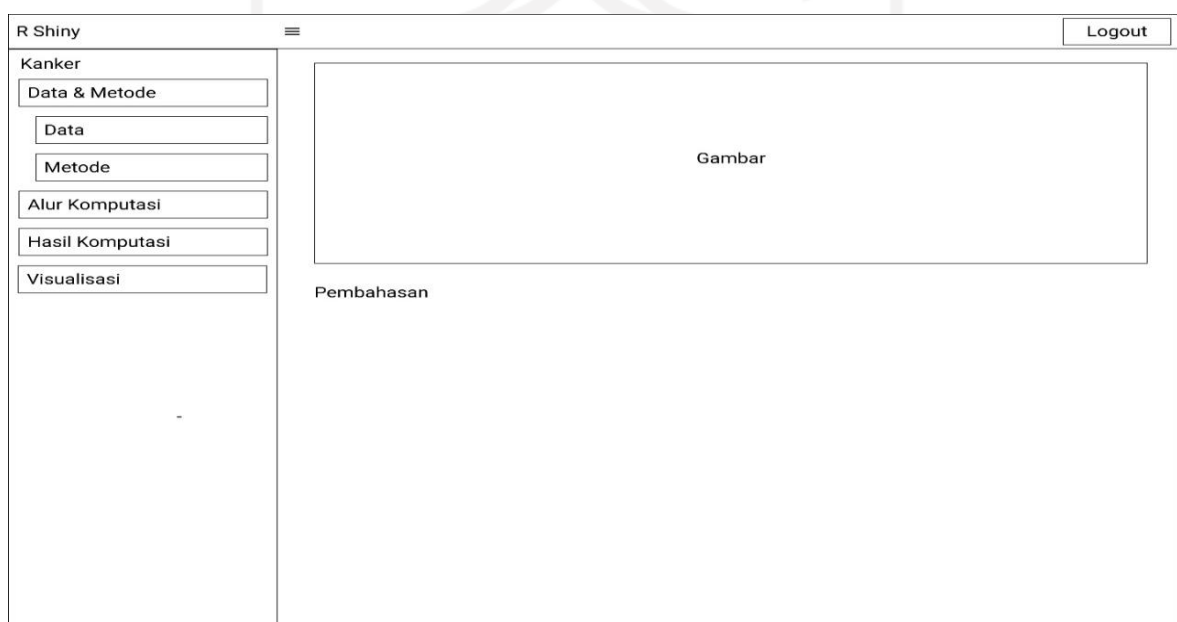 R Shiny
Logout
Kanker
Data & Metode
Data
Metode
Alur Komputasi
Hasil Komputasi
Visualisasi
Gambar
Pembahasan